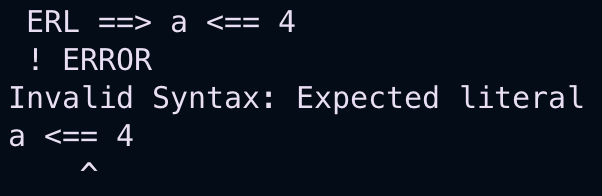 ERL ==> a <== 4
! ERROR
Invalid Syntax: Expected literal
a <== 4
^